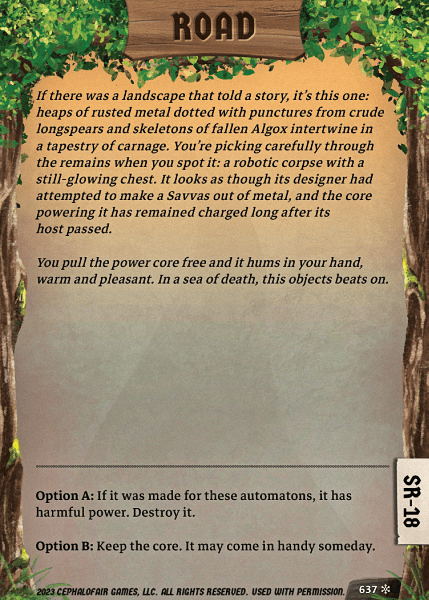 ROAD
If there was a landscape that told a story, it's this one:
heaps of rusted metal dotted with punctures from crude
longspears and skeletons of fallen Algox intertwine in
a tapestry of carnage. You're picking carefully through
the remains when you spot it: a robotic corpse with a
still-glowing chest. It looks as though its designer had
attempted to make a Savvas out of metal, and the core
powering it has remained charged long after its
host passed.
You pull the power core free and it hums in your hand,
warm and pleasant. In a sea of death, this objects beats on.
Option A: If it was made for these automatons, it has
harmful power. Destroy it.
Option B: Keep the core. It may come in handy someday.
SR-18
2023 CEPHALOFAIR GAMES, LLC. ALL RIGHTS RESERVED. USED WITH PERMISSION.
637